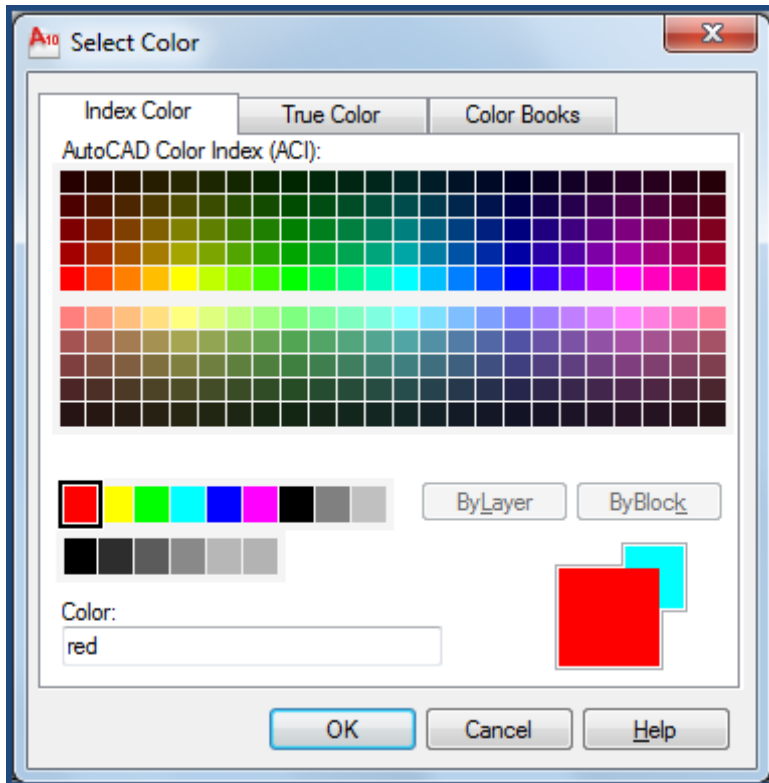 A10 Select Color
Index Color True Color Color Books
AutoCAD Color Index (ACI):
ByLayer ByBlock
Color:
red
OK Cancel Help